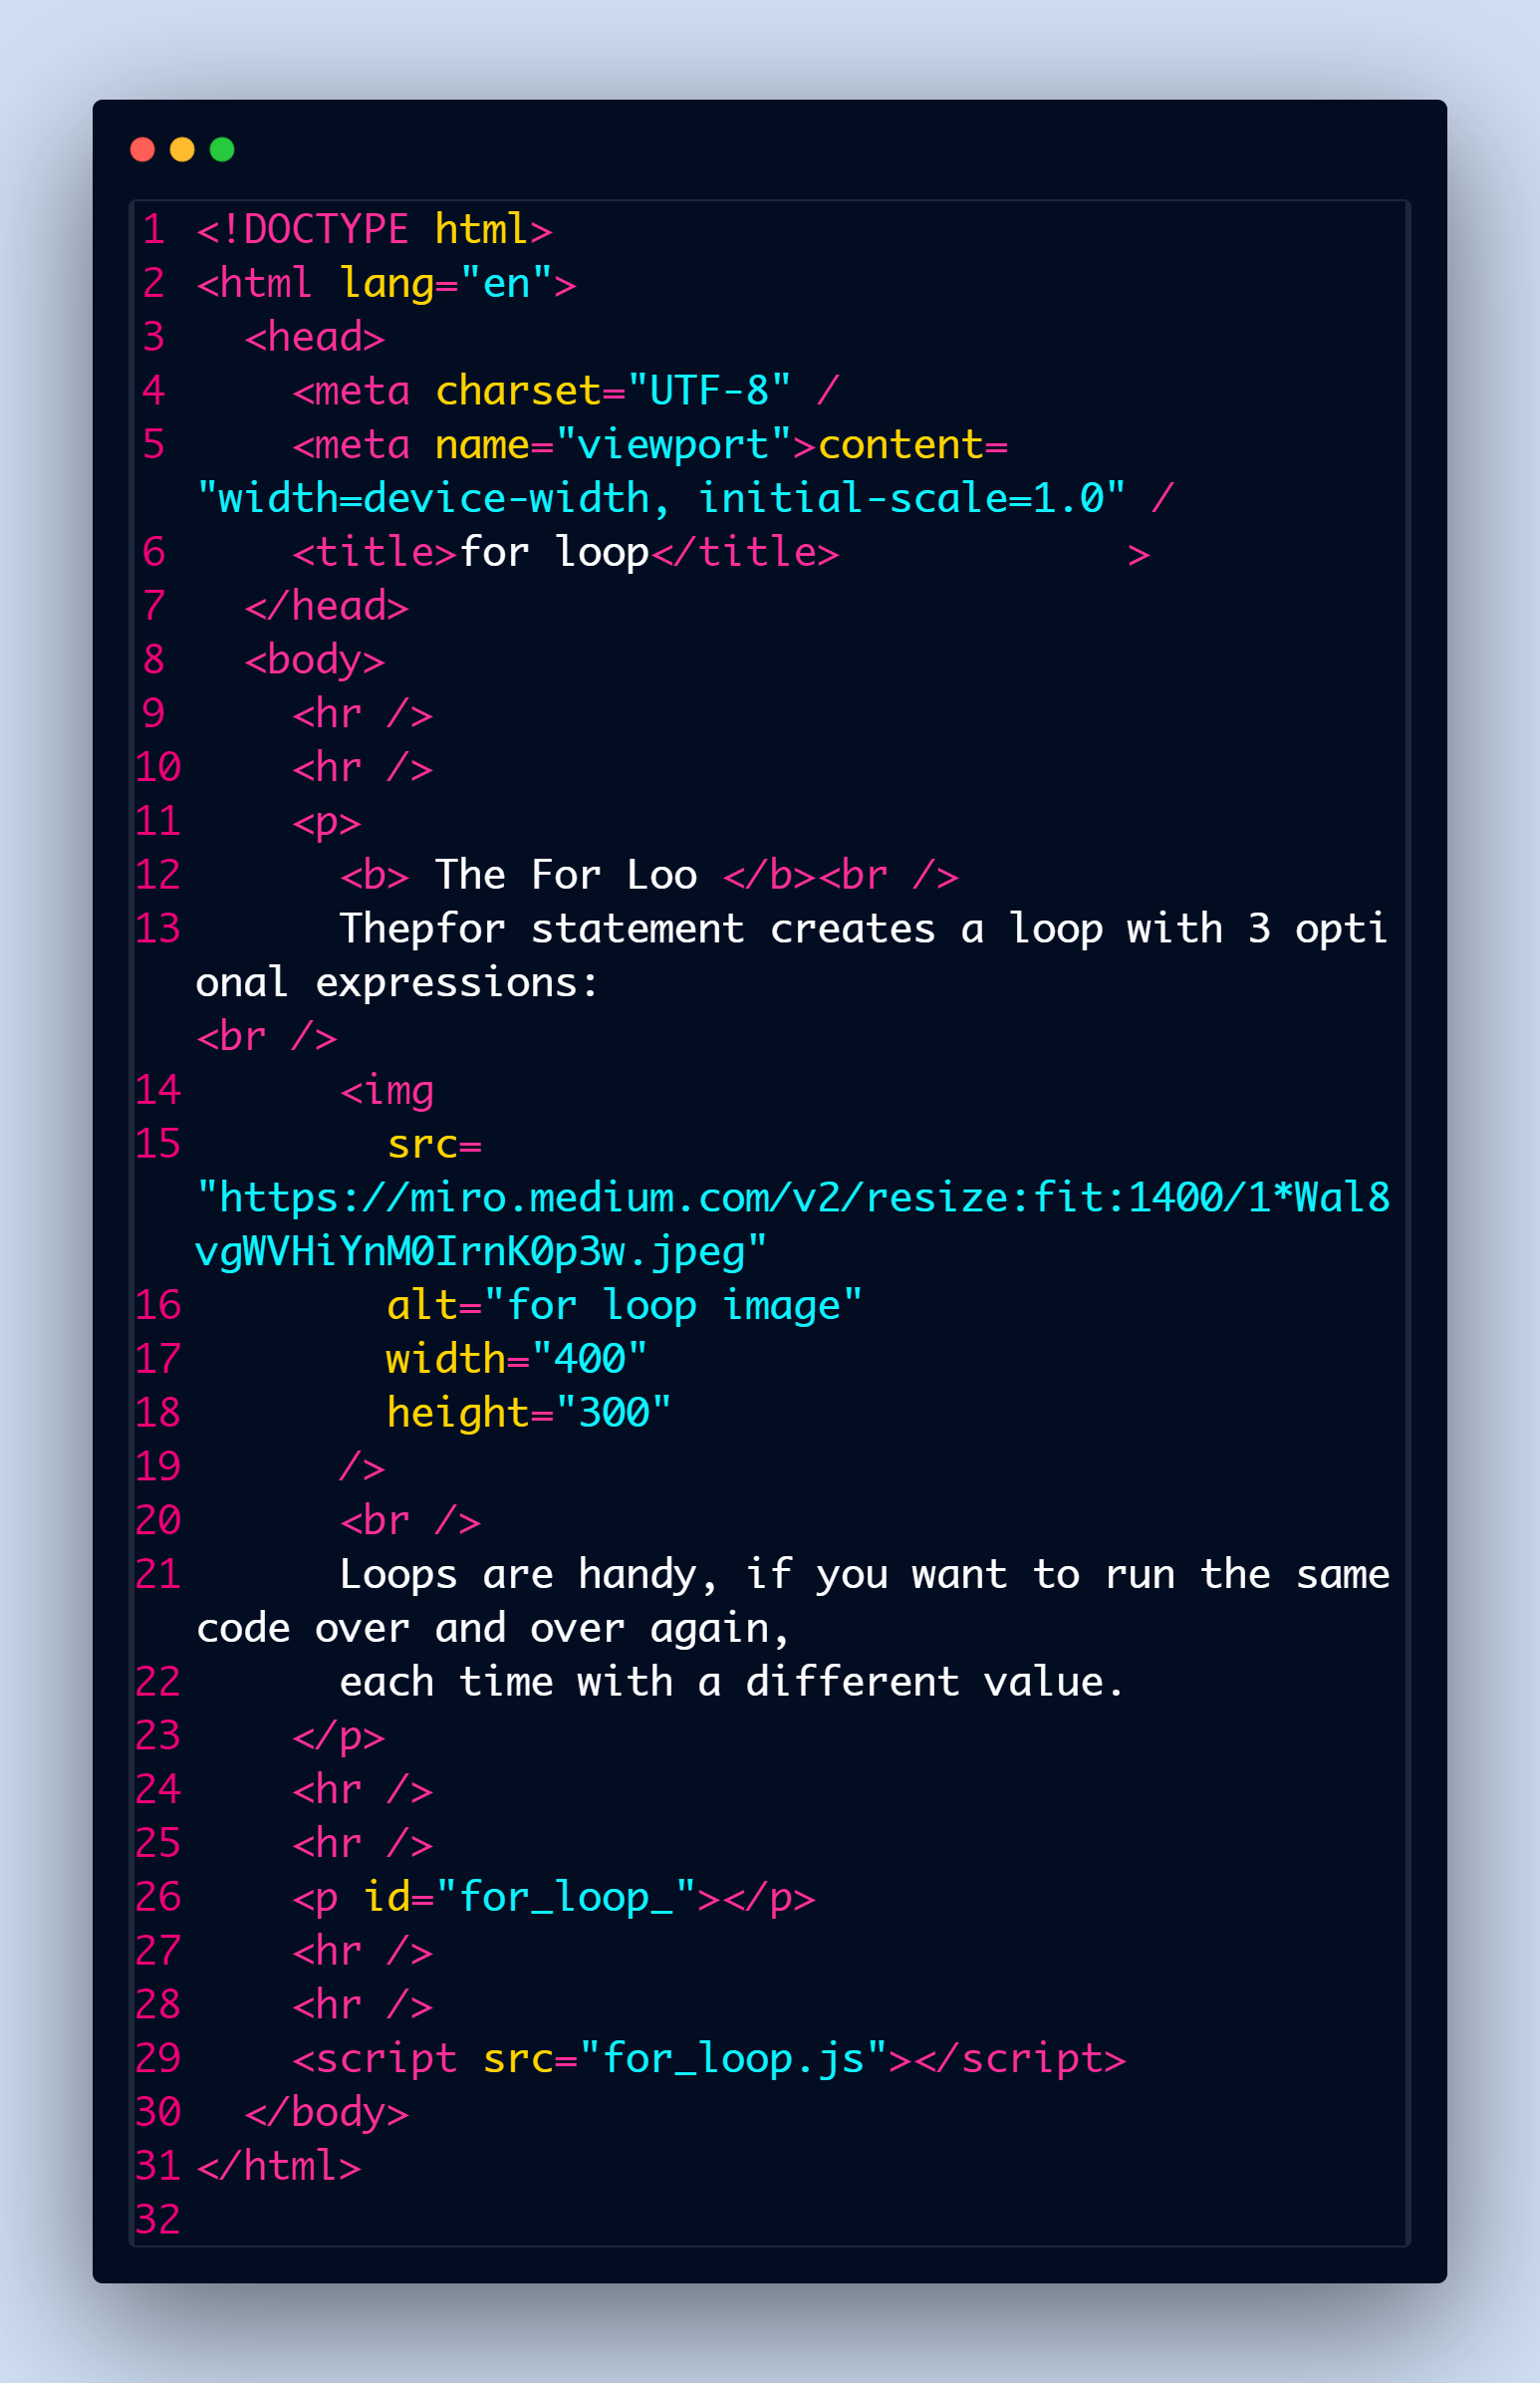 1 <!DOCTYPE html>
2 <html lang="en">
3   <head>
4     <meta charset="UTF-8" /
5     <meta name="viewport">content=
"width=device-width, initial-scale=1.0" /
6     <title>for loop</title>            >
7   </head>
8   <body>
9     <hr />
10     <hr />
11     <p>
12       <b> The For Loo </b><br />
13       Thepfor statement creates a loop with 3 opti
onal expressions:
<br />
14       <img
15         src=
"https://miro.medium.com/v2/resize:fit:1400/1*Wal8
vgWVHiYnM0IrnK0p3w.jpeg"
16         alt="for loop image"
17         width="400"
18         height="300"
19       />
20       <br />
21       Loops are handy, if you want to run the same
code over and over again,
22       each time with a different value.
23     </p>
24     <hr />
25     <hr />
26     <p id="for_loop_"></p>
27     <hr />
28     <hr />
29     <script src="for_loop.js"></script>
30   </body>
31 </html>
32